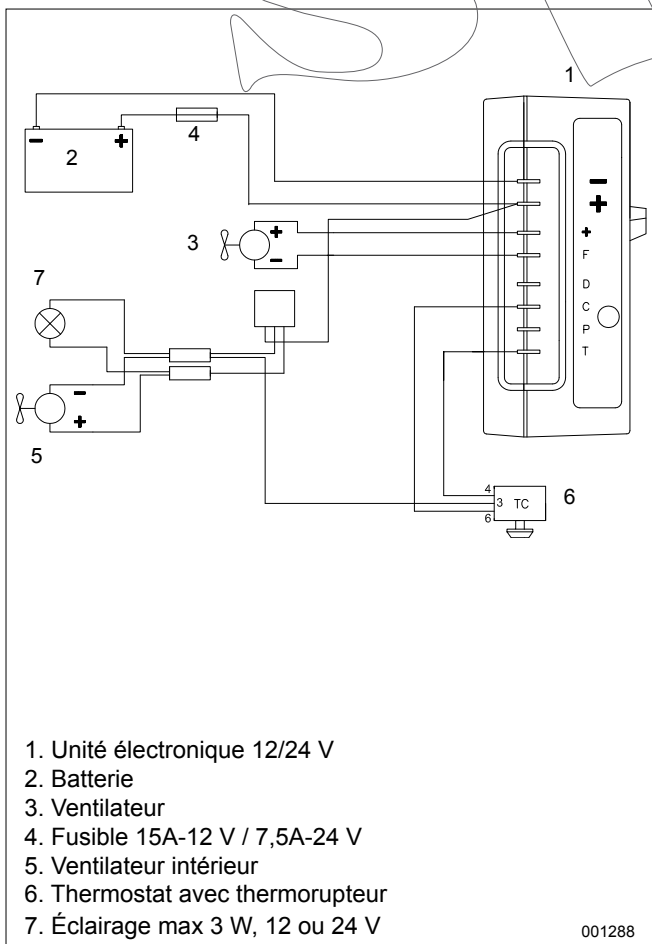 1
− 2 +
4
−
+
+
F
D
C
P
T
3
+
−
7
−
+
5
4
3 TC
6
6
1. Unité électronique 12/24 V
2. Batterie
3. Ventilateur
4. Fusible 15A-12 V / 7,5A-24 V
5. Ventilateur intérieur
6. Thermostat avec thermorupteur
7. Éclairage max 3 W, 12 ou 24 V
001288